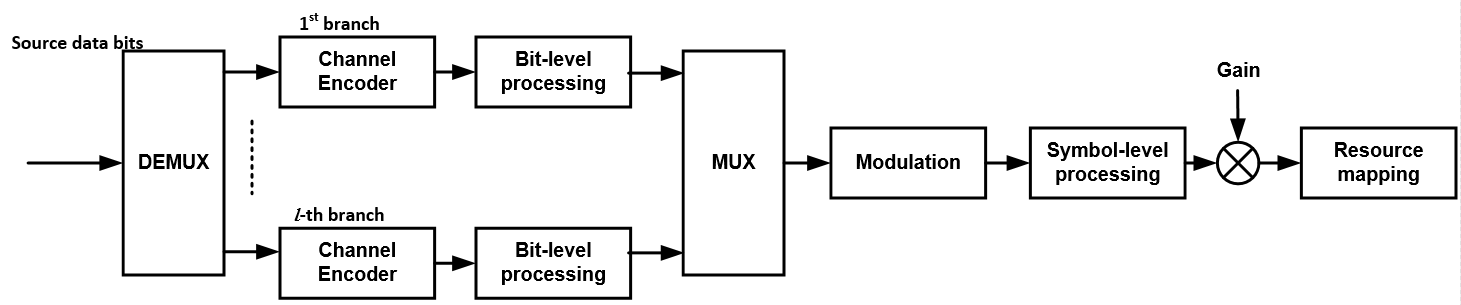 Source data bits
DEMUX
1st branch
Channel
Encoder
Bit-level
processing
l-th branch
Channel
Encoder
Bit-level
processing
MUX
Modulation
Symbol-level
processing
Gain
Resource
mapping